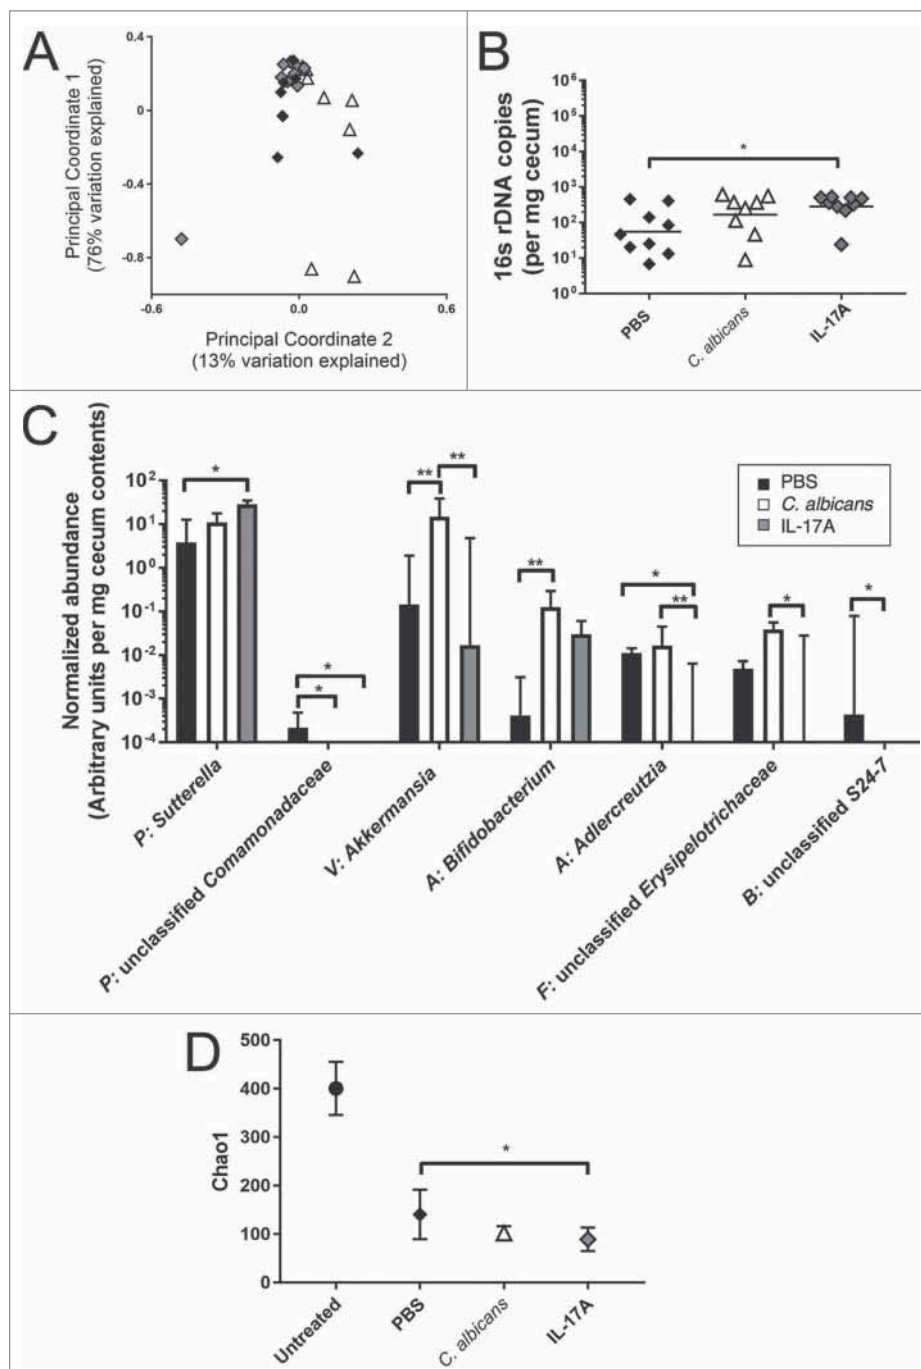 A
Principal Coordinate 1
(76% variation explained)
0.4
0
-0.4
-0.8
-0.6
0.0
0.6
Principal Coordinate 2
(13% variation explained)
B
16s rDNA copies
(per mg cecum)
10⁶
10⁵
10⁴
10³
10²
10¹
10⁰
*
PBS
C. albicans
IL-17A
C
Normalized abundance
(Arbitrary units per mg cecum contents)
10²
10¹
10⁰
10⁻¹
10⁻²
10⁻³
10⁻⁴
*
*
*
**
**
**
*
**
*
*
PBS
C. albicans
IL-17A
P: Sutterella
P: unclassified Comamonadaceae
V: Akkermansia
A: Bifidobacterium
A: Adlercreutzia
F: unclassified Erysipelotrichaceae
B: unclassified S24-7
D
Chao1
500
400
300
200
100
0
*
Untreated
PBS
C. albicans
IL-17A